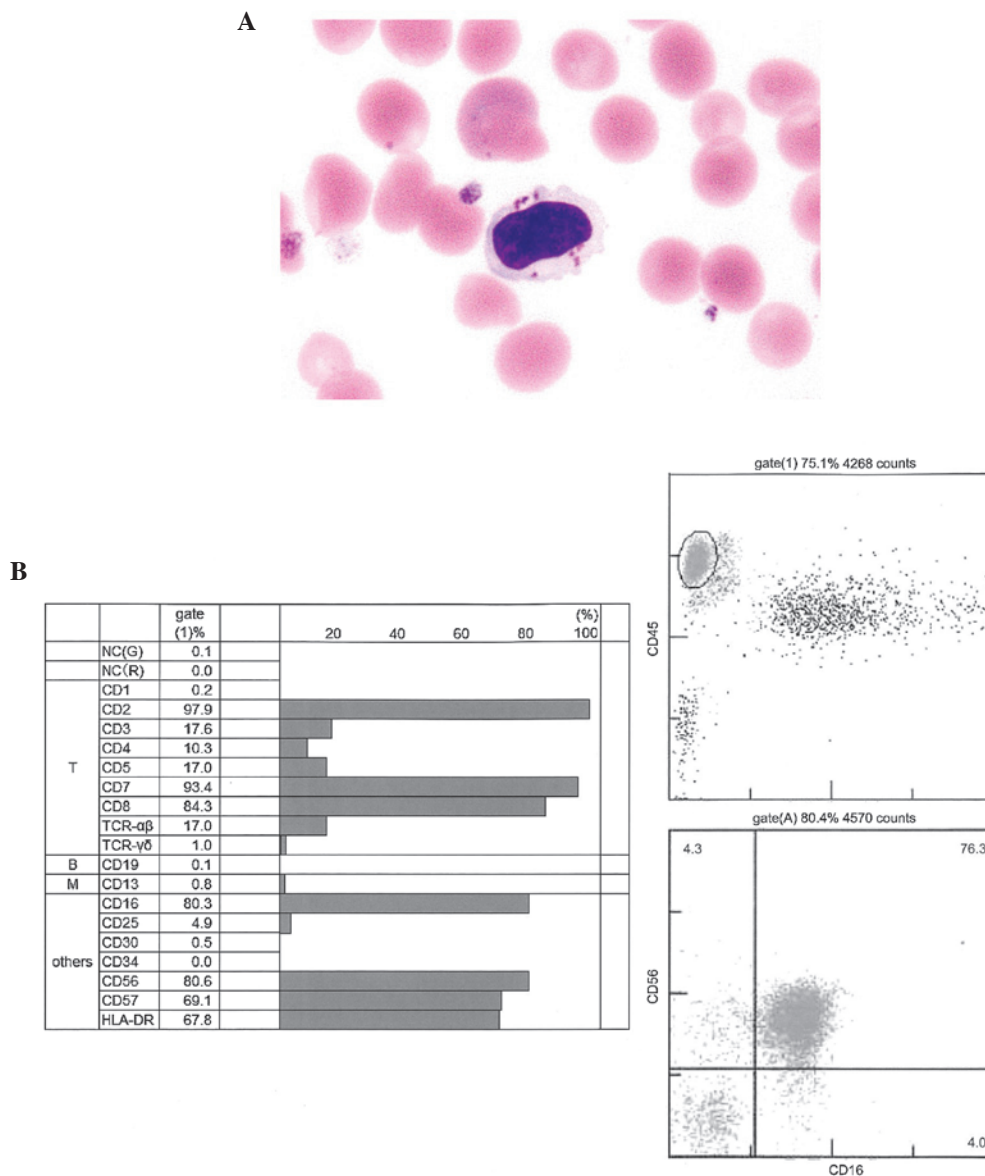 A
B
gate (1)% (%)
20 40 60 80 100
NC(G) 0.1
NC(R) 0.0
T
CD1 0.2
CD2 97.9
CD3 17.6
CD4 10.3
CD5 17.0
CD7 93.4
CD8 84.3
TCR-αβ 17.0
TCR-γδ 1.0
B CD19 0.1
M CD13 0.8
others
CD16 80.3
CD25 4.9
CD30 0.5
CD34 0.0
CD56 80.6
CD57 69.1
HLA-DR 67.8
gate(1) 75.1% 4268 counts
CD45
gate(A) 80.4% 4570 counts
4.3 76.3
CD56
4.0
CD16